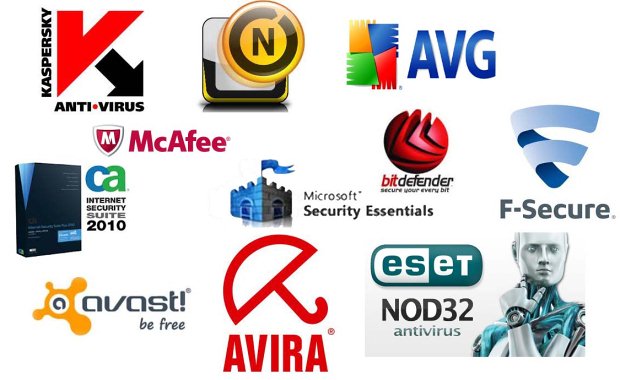 KASPERSKY
ANTI•VIRUS
N
AVG
McAfee®
ca
INTERNET
SECURITY
SUITE
2010
Microsoft™
Security Essentials
bitdefender
secure your every bit
F-Secure®
avast!®
be free
AVIRA®
eseT
NOD32
antivirus